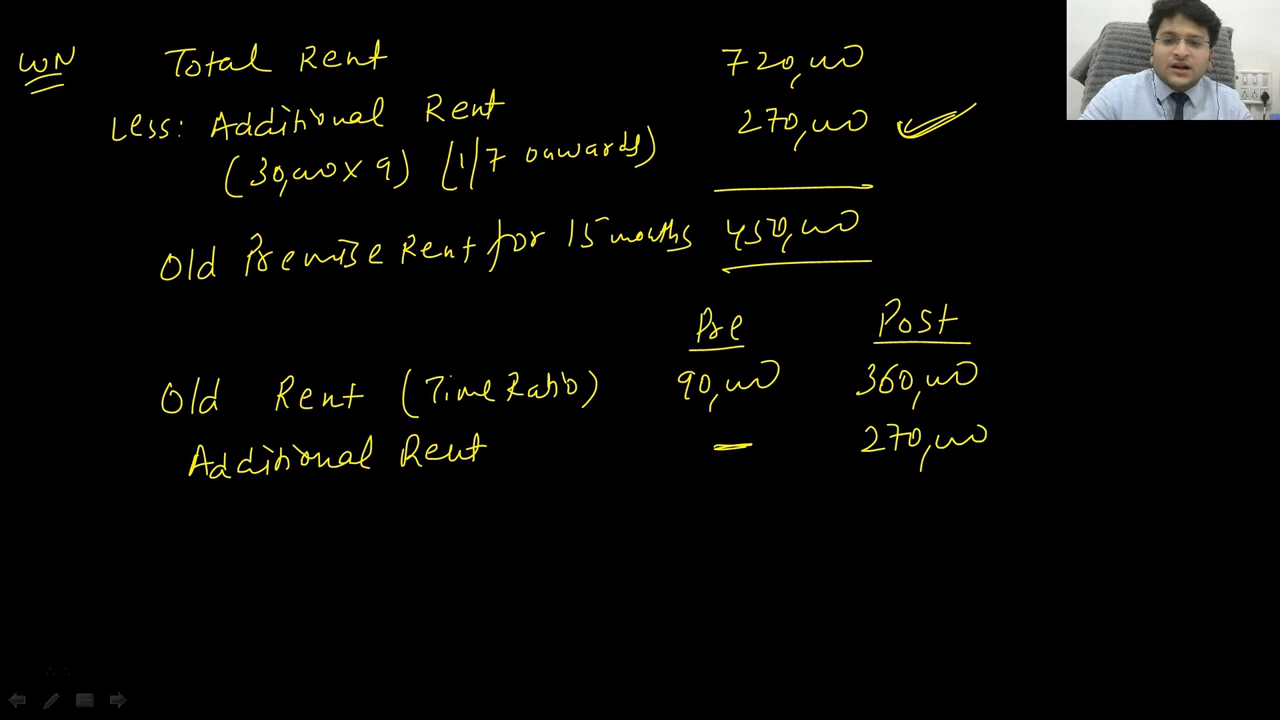 WN Total Rent 720,000
Less: Additional Rent 270,000
(30,000 x 9) (1/7 onwards)
Old Premise Rent for 15 months 450,000
Pre Post
Old Rent (Time Ratio) 90,000 360,000
Additional Rent — 270,000